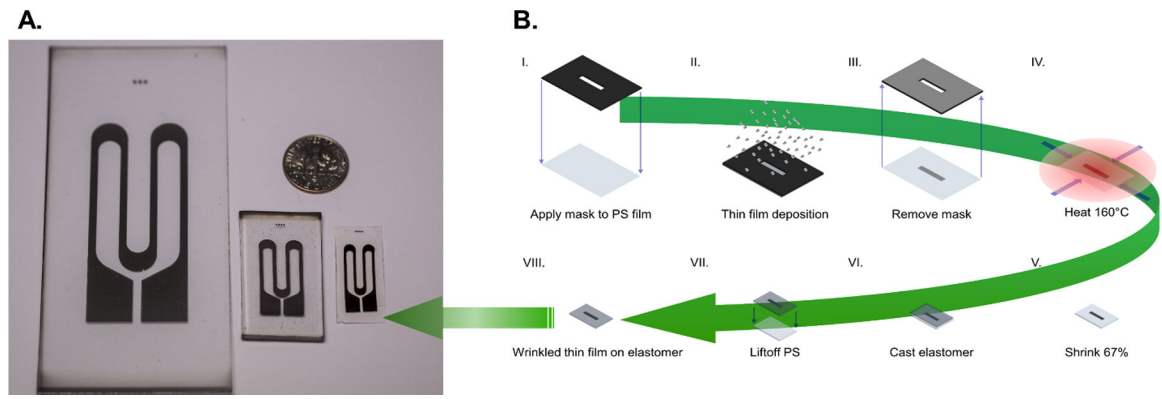 A.
B.
I.
II.
III.
IV.
Apply mask to PS film
Thin film deposition
Remove mask
Heat 160°C
VIII.
VII.
VI.
V.
Wrinkled thin film on elastomer
Liftoff PS
Cast elastomer
Shrink 67%